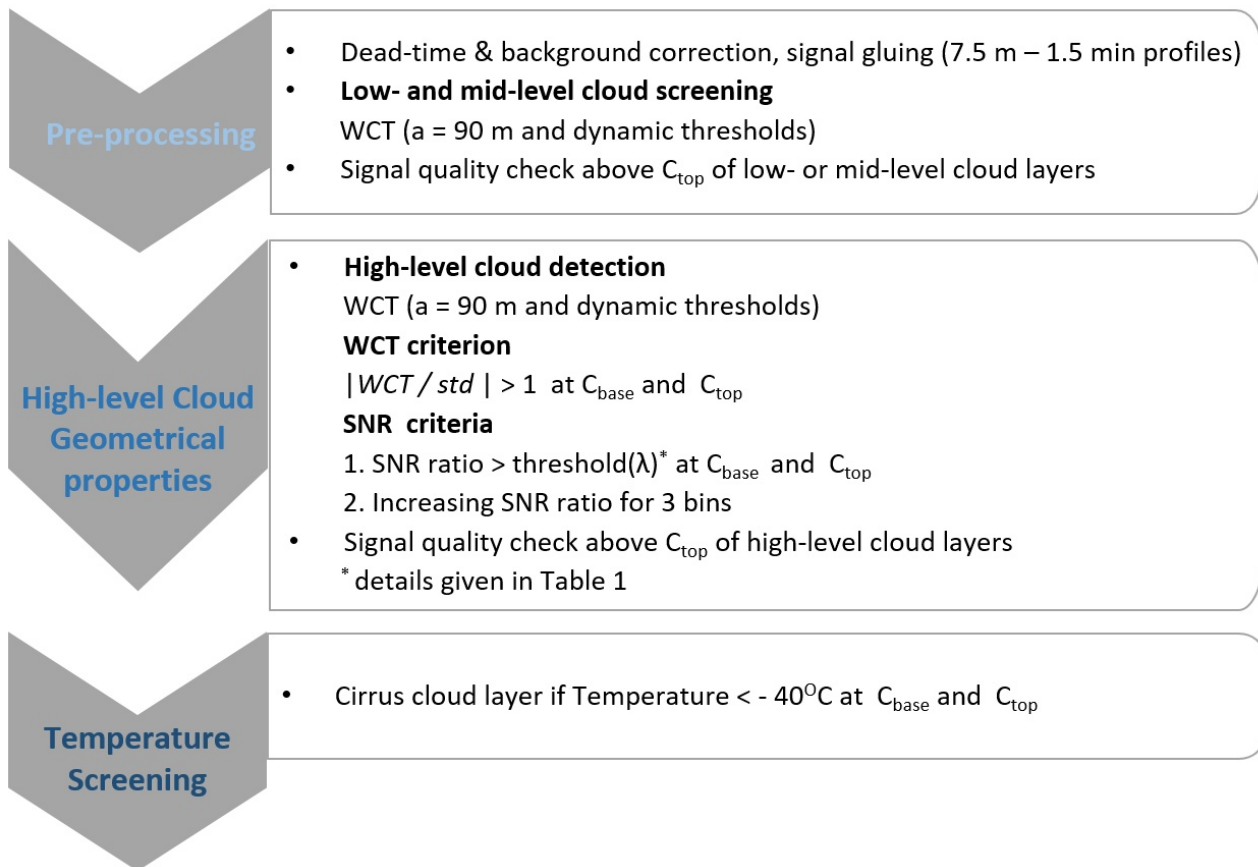 Pre-processing
• Dead-time & background correction, signal gluing (7.5 m – 1.5 min profiles)
• Low- and mid-level cloud screening
WCT (a = 90 m and dynamic thresholds)
• Signal quality check above Ctop of low- or mid-level cloud layers
High-level Cloud
Geometrical
properties
• High-level cloud detection
WCT (a = 90 m and dynamic thresholds)
WCT criterion
|WCT / std | > 1 at Cbase and Ctop
SNR criteria
1. SNR ratio > threshold(λ)* at Cbase and Ctop
2. Increasing SNR ratio for 3 bins
• Signal quality check above Ctop of high-level cloud layers
* details given in Table 1
Temperature
Screening
• Cirrus cloud layer if Temperature < - 40OC at Cbase and Ctop